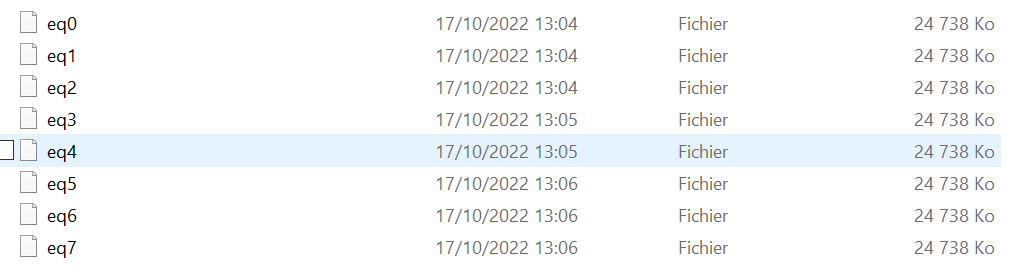 eq0 17/10/2022 13:04 Fichier 24 738 Ko
eq1 17/10/2022 13:04 Fichier 24 738 Ko
eq2 17/10/2022 13:04 Fichier 24 738 Ko
eq3 17/10/2022 13:05 Fichier 24 738 Ko
eq4 17/10/2022 13:05 Fichier 24 738 Ko
eq5 17/10/2022 13:06 Fichier 24 738 Ko
eq6 17/10/2022 13:06 Fichier 24 738 Ko
eq7 17/10/2022 13:06 Fichier 24 738 Ko